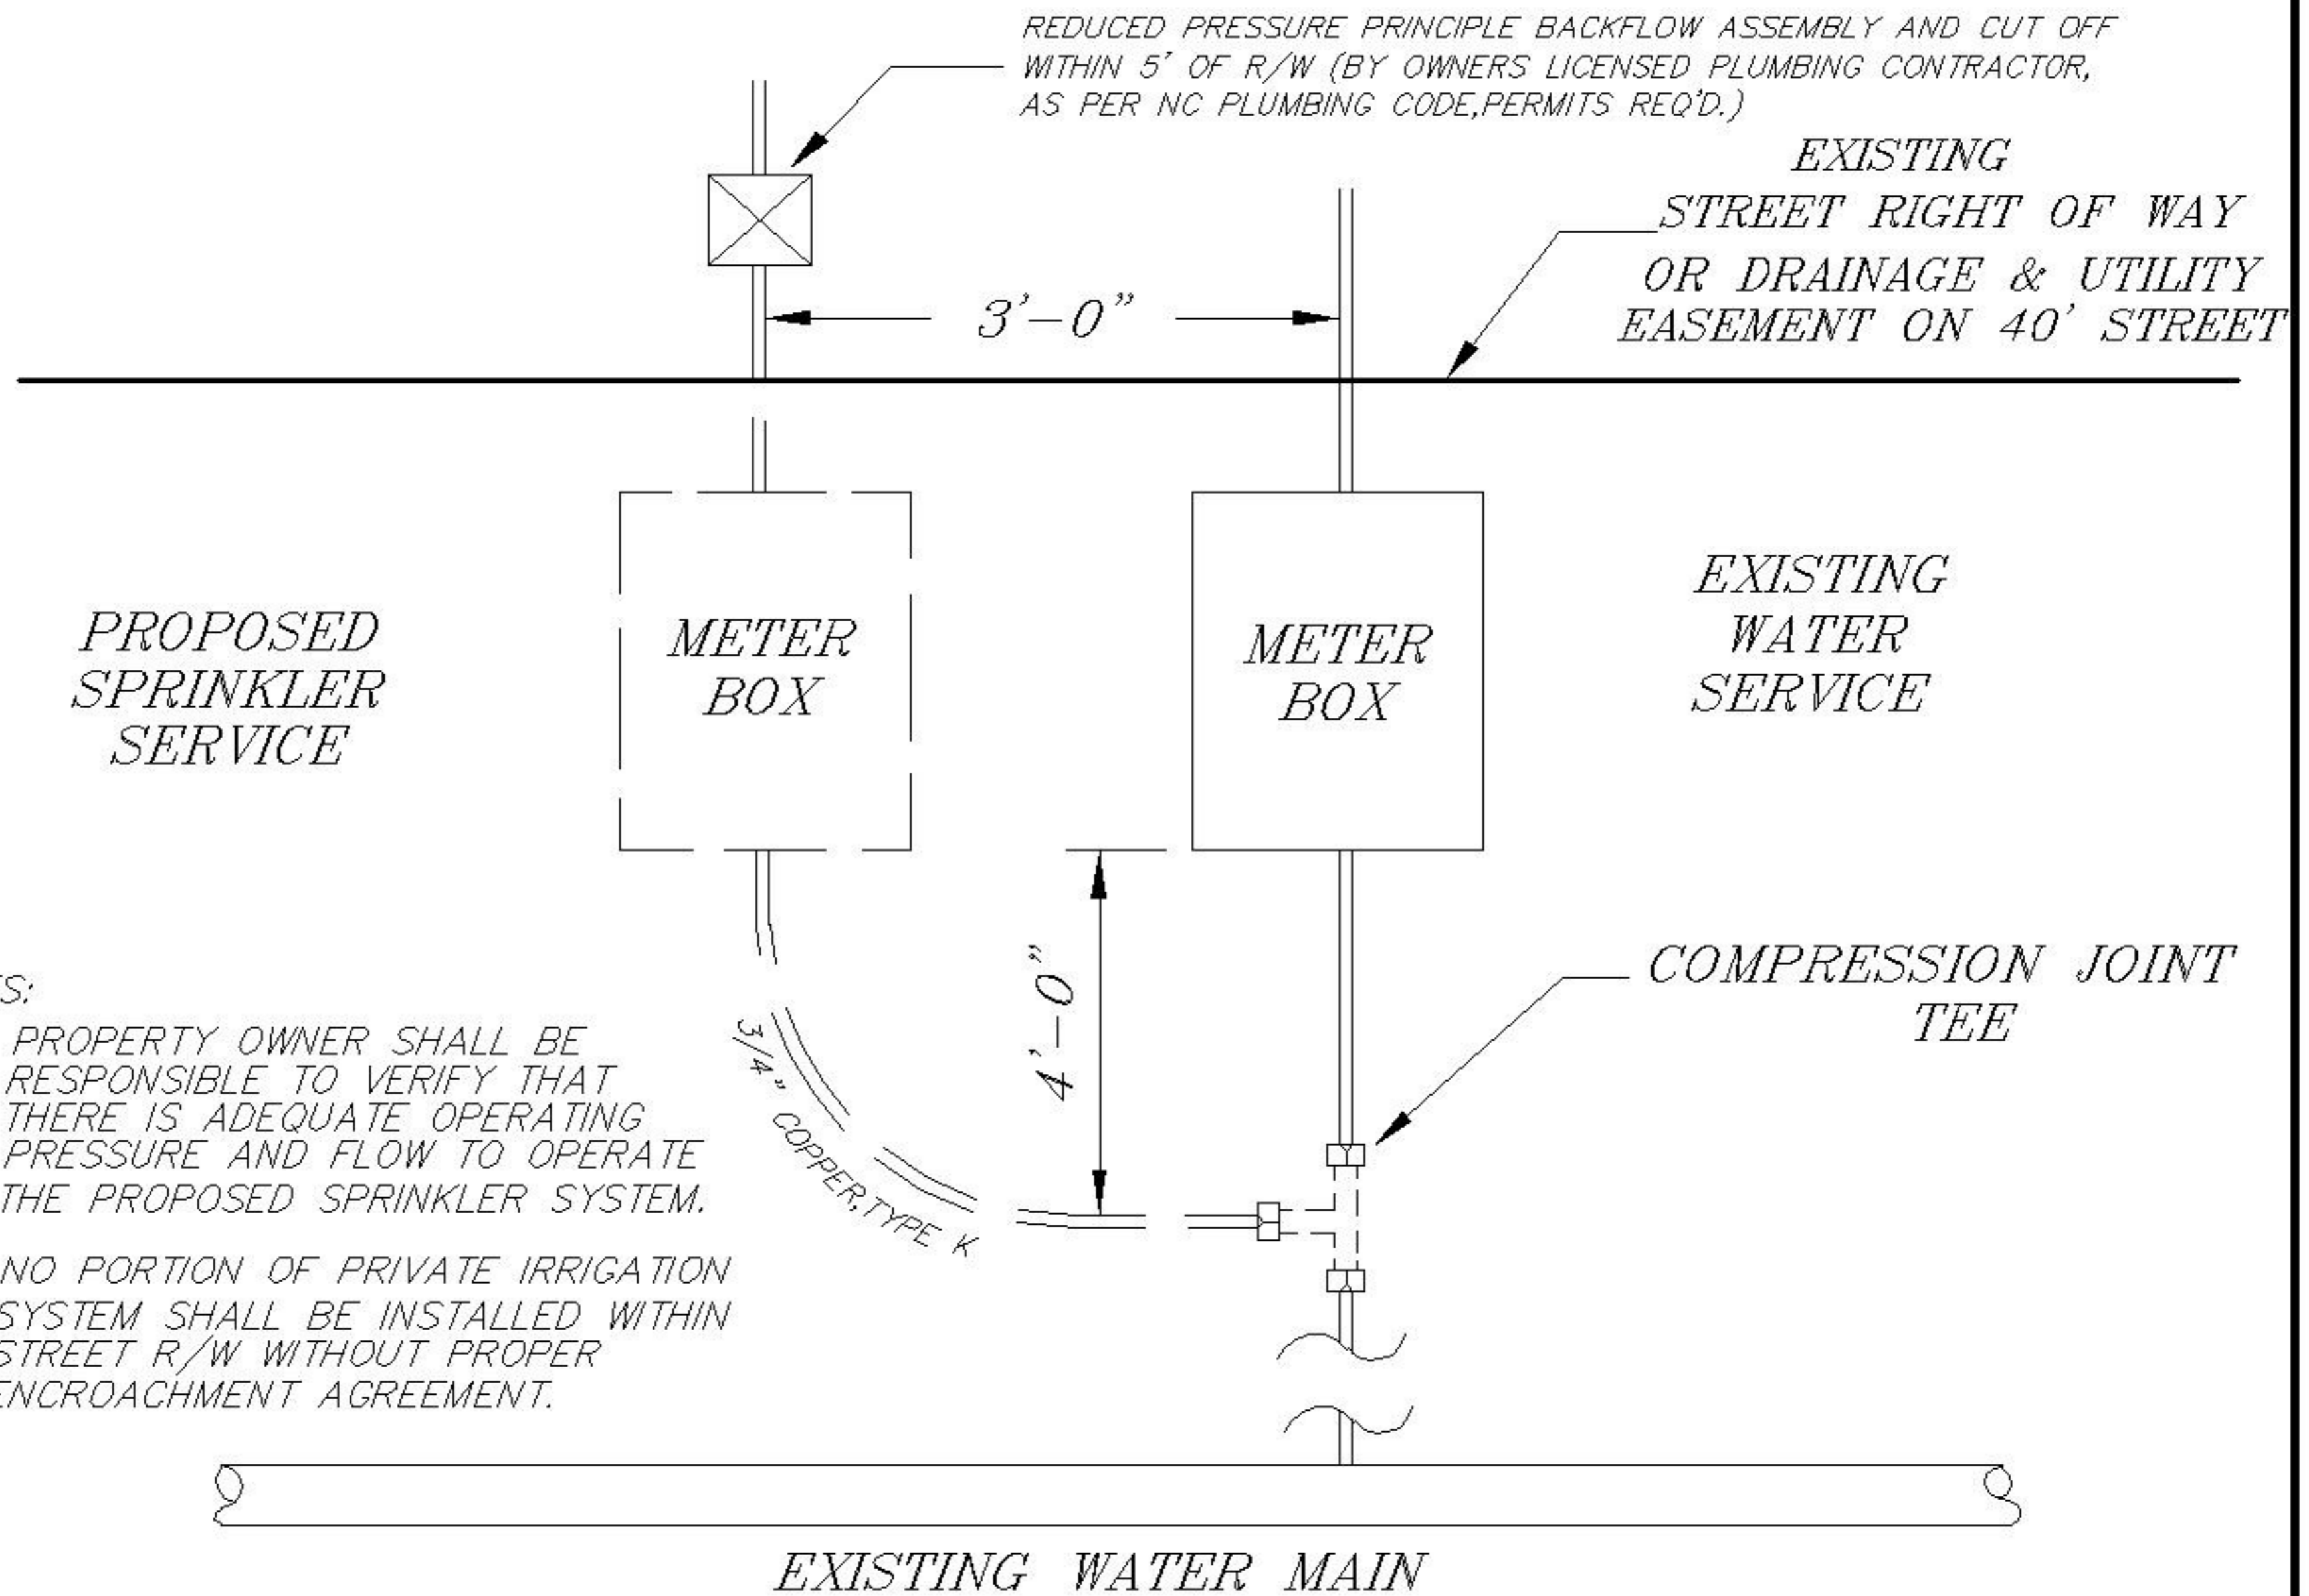 REDUCED PRESSURE PRINCIPLE BACKFLOW ASSEMBLY AND CUT OFF
WITHIN 5' OF R/W (BY OWNERS LICENSED PLUMBING CONTRACTOR,
AS PER NC PLUMBING CODE,PERMITS REQ'D.)
EXISTING
STREET RIGHT OF WAY
OR DRAINAGE & UTILITY
EASEMENT ON 40' STREET
3'-0"
PROPOSED
SPRINKLER
SERVICE
METER
BOX
METER
BOX
EXISTING
WATER
SERVICE
4'-0"
3/4" COPPER,TYPE K
COMPRESSION JOINT
TEE
S:
PROPERTY OWNER SHALL BE
RESPONSIBLE TO VERIFY THAT
THERE IS ADEQUATE OPERATING
PRESSURE AND FLOW TO OPERATE
THE PROPOSED SPRINKLER SYSTEM.
NO PORTION OF PRIVATE IRRIGATION
SYSTEM SHALL BE INSTALLED WITHIN
STREET R/W WITHOUT PROPER
ENCROACHMENT AGREEMENT.
EXISTING WATER MAIN